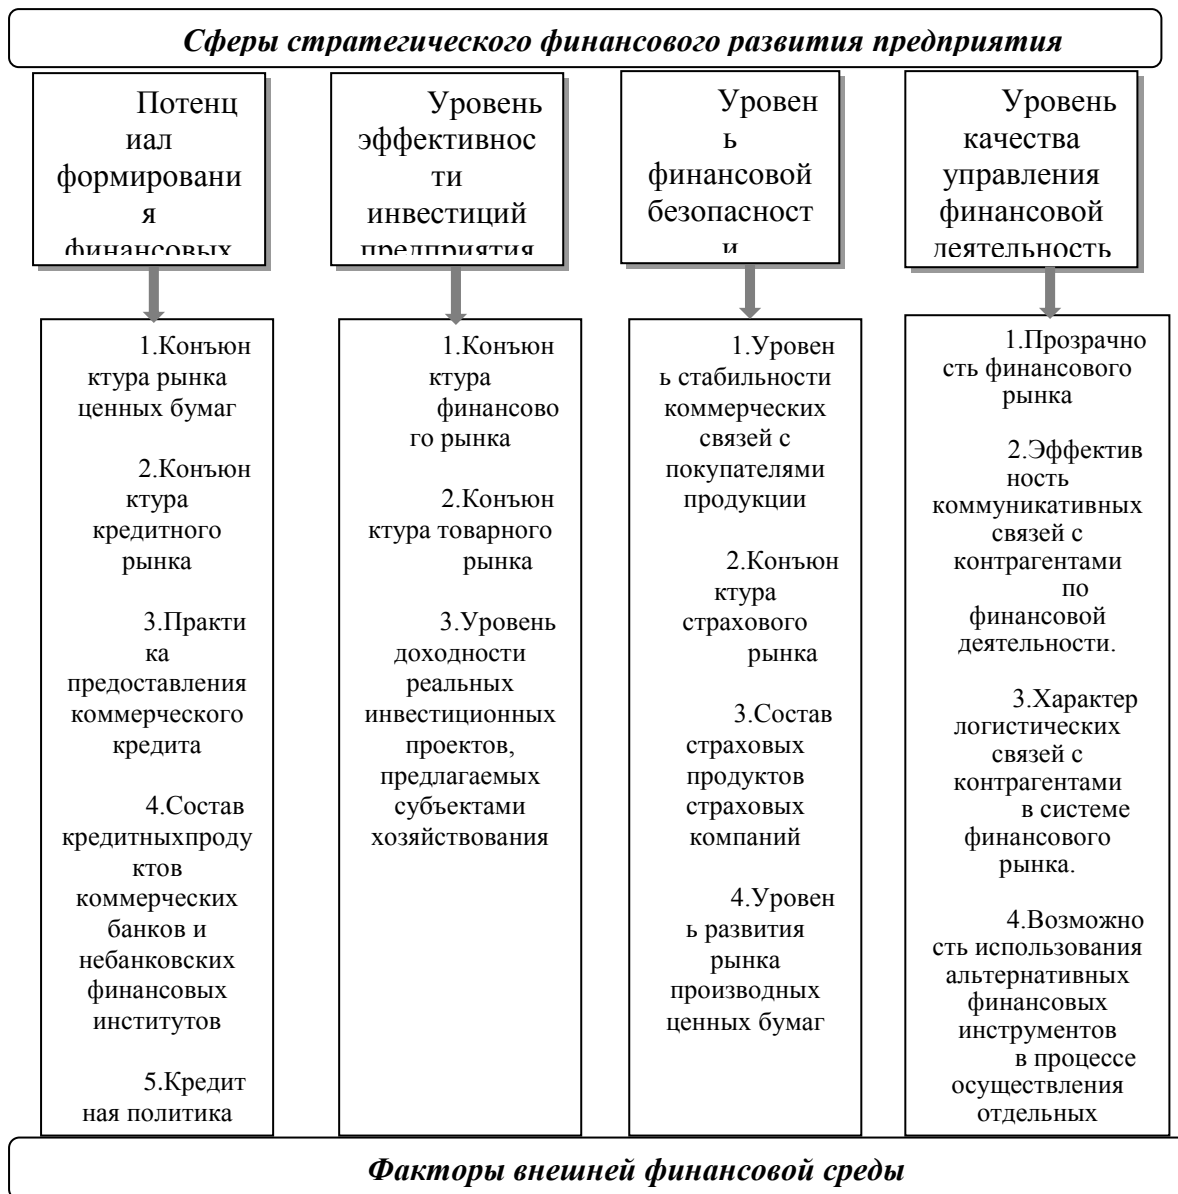 Сферы стратегического финансового развития предприятия
Потенц
иал
формировани
я
финансовых
Уровень
эффективнос
ти
инвестиций
предприятия
Уровен
ь
финансовой
безопасност
и
Уровень
качества
управления
финансовой
деятельность
1.Конъюн
ктура рынка
ценных бумаг
2.Конъюн
ктура
кредитного
рынка
3.Практи
ка
предоставления
коммерческого
кредита
4.Состав
кредитныхпроду
ктов
коммерческих
банков и
небанковских
финансовых
институтов
5.Кредит
ная политика
1.Конъюн
ктура
финансово
го рынка
2.Конъюн
ктура товарного
рынка
3.Уровень
доходности
реальных
инвестиционных
проектов,
предлагаемых
субъектами
хозяйствования
1.Уровен
ь стабильности
коммерческих
связей с
покупателями
продукции
2.Конъюн
ктура
страхового
рынка
3.Состав
страховых
продуктов
страховых
компаний
4.Уровен
ь развития
рынка
производных
ценных бумаг
1.Прозрачно
сть финансового
рынка
2.Эффектив
ность
коммуникативных
связей с
контрагентами
по
финансовой
деятельности.
3.Характер
логистических
связей с
контрагентами
в системе
финансового
рынка.
4.Возможно
сть использования
альтернативных
финансовых
инструментов
в процессе
осуществления
отдельных
Факторы внешней финансовой среды